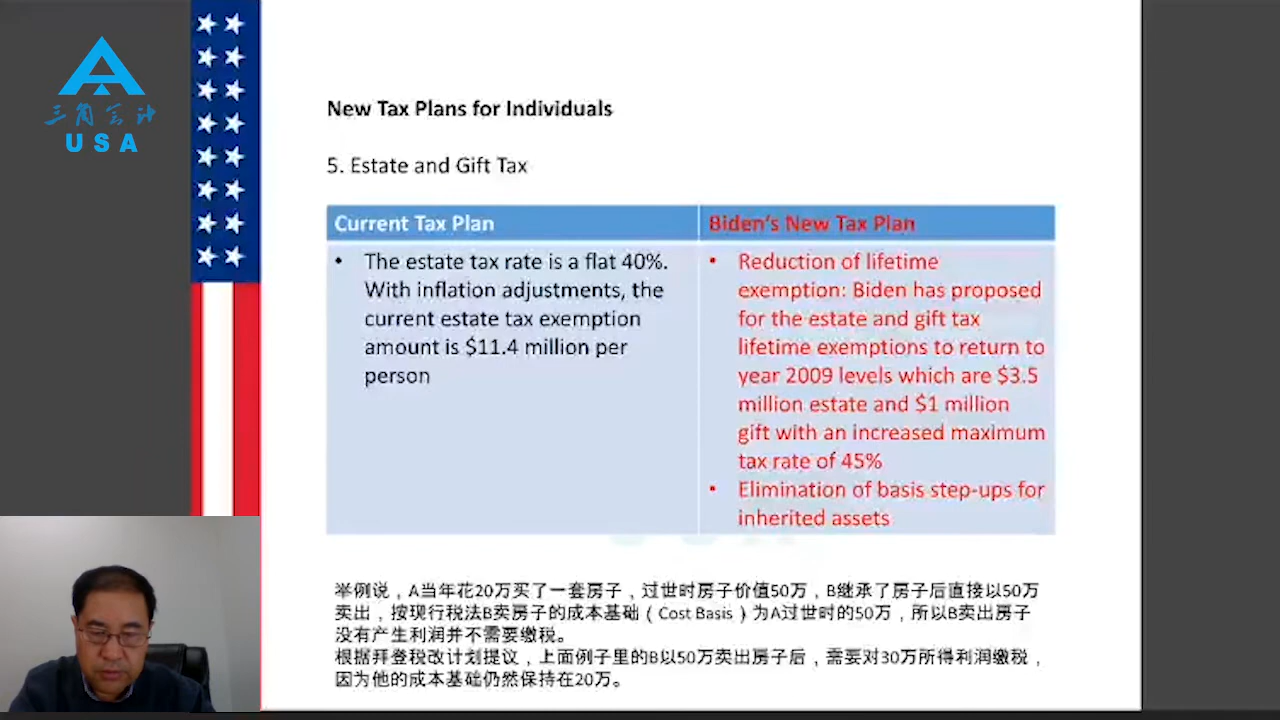 三角会计
USA
New Tax Plans for Individuals
5. Estate and Gift Tax
Current Tax Plan
• The estate tax rate is a flat 40%.
With inflation adjustments, the
current estate tax exemption
amount is $11.4 million per
person
Biden's New Tax Plan
• Reduction of lifetime
exemption: Biden has proposed
for the estate and gift tax
lifetime exemptions to return to
year 2009 levels which are $3.5
million estate and $1 million
gift with an increased maximum
tax rate of 45%
• Elimination of basis step-ups for
inherited assets
举例说，A当年花20万买了一套房子，过世时房子价值50万，B继承了房子后直接以50万
卖出，按现行税法B卖房子的成本基础（Cost Basis）为A过世时的50万，所以B卖出房子
没有产生利润并不需要缴税。
根据拜登税改计划提议，上面例子里的B以50万卖出房子后，需要对30万所得利润缴税，
因为他的成本基础仍然保持在20万。